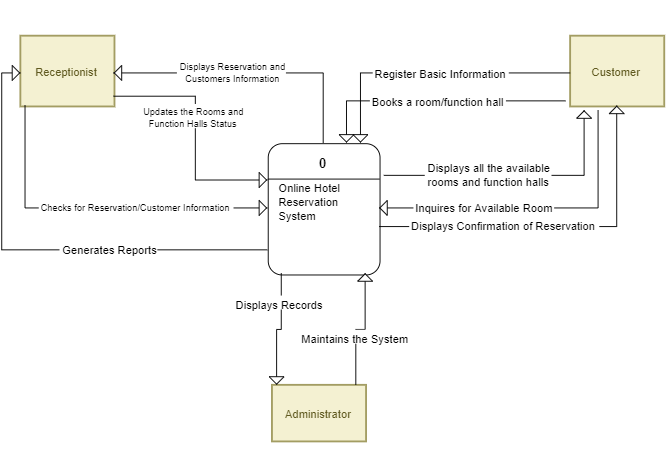 Receptionist
Displays Reservation and
Customers Information
Register Basic Information
Customer
Books a room/function hall
Updates the Rooms and
Function Halls Status
0
Online Hotel
Reservation
System
Displays all the available
rooms and function halls
Checks for Reservation/Customer Information
Inquires for Available Room
Displays Confirmation of Reservation
Generates Reports
Displays Records
Maintains the System
Administrator